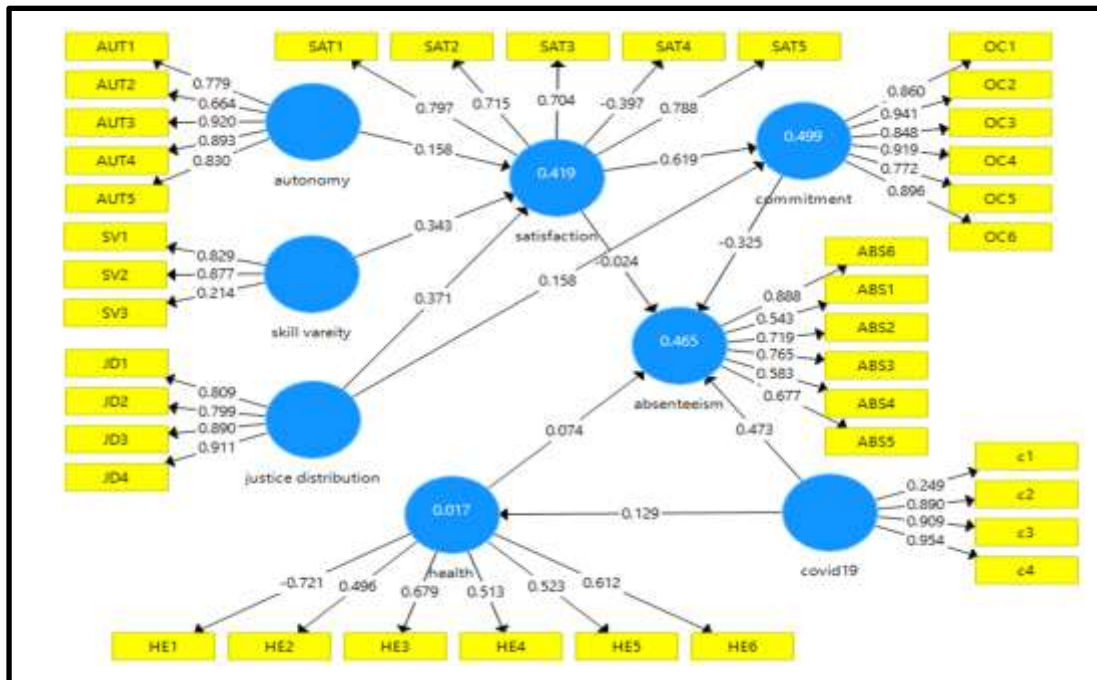 AUT1
AUT2
AUT3
AUT4
AUT5
0.779
0.664
0.920
0.893
0.830
autonomy
SV1
SV2
SV3
0.829
0.877
0.214
skill vareity
JD1
JD2
JD3
JD4
0.809
0.799
0.890
0.911
justice distribution
SAT1
SAT2
SAT3
SAT4
SAT5
0.797
0.715
0.704
-0.397
0.788
0.158
0.343
0.371
0.419
satisfaction
0.619
0.158
-0.024
0.499
commitment
-0.325
OC1
OC2
OC3
OC4
OC5
OC6
0.860
0.941
0.848
0.919
0.772
0.896
0.465
absenteeism
ABS6
ABS1
ABS2
ABS3
ABS4
ABS5
0.888
0.543
0.719
0.765
0.583
0.677
0.074
0.473
0.017
health
0.129
covid19
c1
c2
c3
c4
0.249
0.890
0.909
0.954
-0.721
0.496
0.679
0.513
0.523
0.612
HE1
HE2
HE3
HE4
HE5
HE6